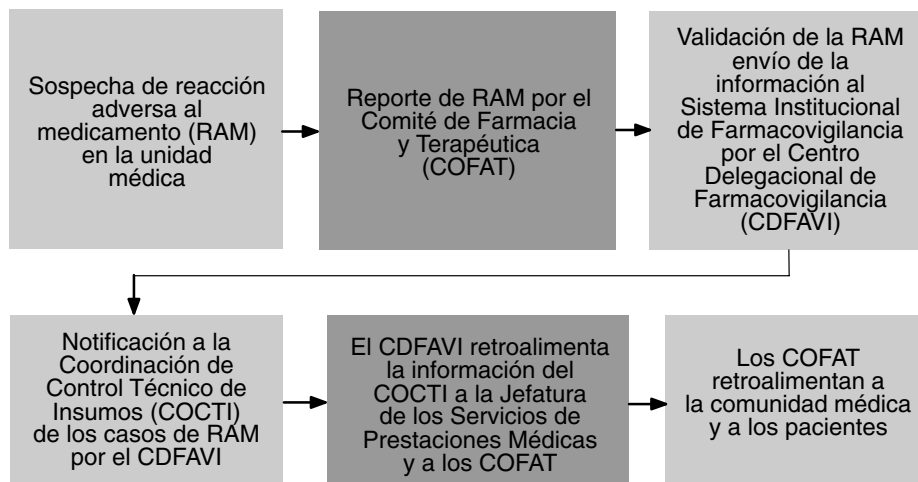 Sospecha de reacción
adversa al
medicamento (RAM)
en la unidad
médica
Reporte de RAM por el
Comité de Farmacia
y Terapéutica
(COFAT)
Validación de la RAM
envío de la
información al
Sistema Institucional
de Farmacovigilancia
por el Centro
Delegacional de
Farmacovigilancia
(CDFAVI)
Notificación a la
Coordinación de
Control Técnico de
Insumos (COCTI)
de los casos de RAM
por el CDFAVI
El CDFAVI retroalimenta
la información del
COCTI a la Jefatura
de los Servicios de
Prestaciones Médicas
y a los COFAT
Los COFAT
retroalimentan a
la comunidad médica
y a los pacientes